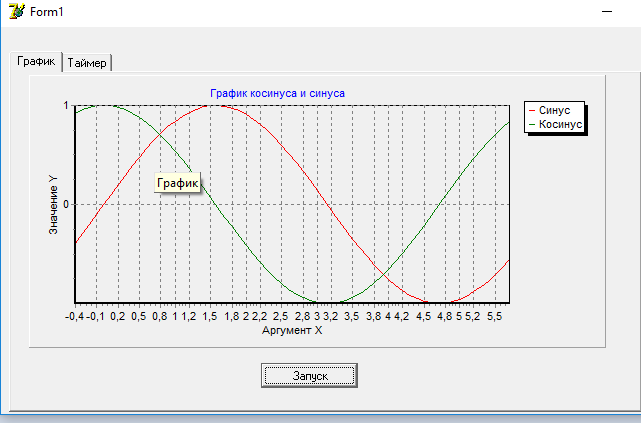 Form1
График Таймер
График косинуса и синуса
Синус
Косинус
1
График
Значение Y
0
-0,4 -0,1 0,2 0,5 0,8 1 1,2 1,5 1,8 2 2,2 2,5 2,8 3 3,2 3,5 3,8 4 4,2 4,5 4,8 5 5,2 5,5
Аргумент X
Запуск